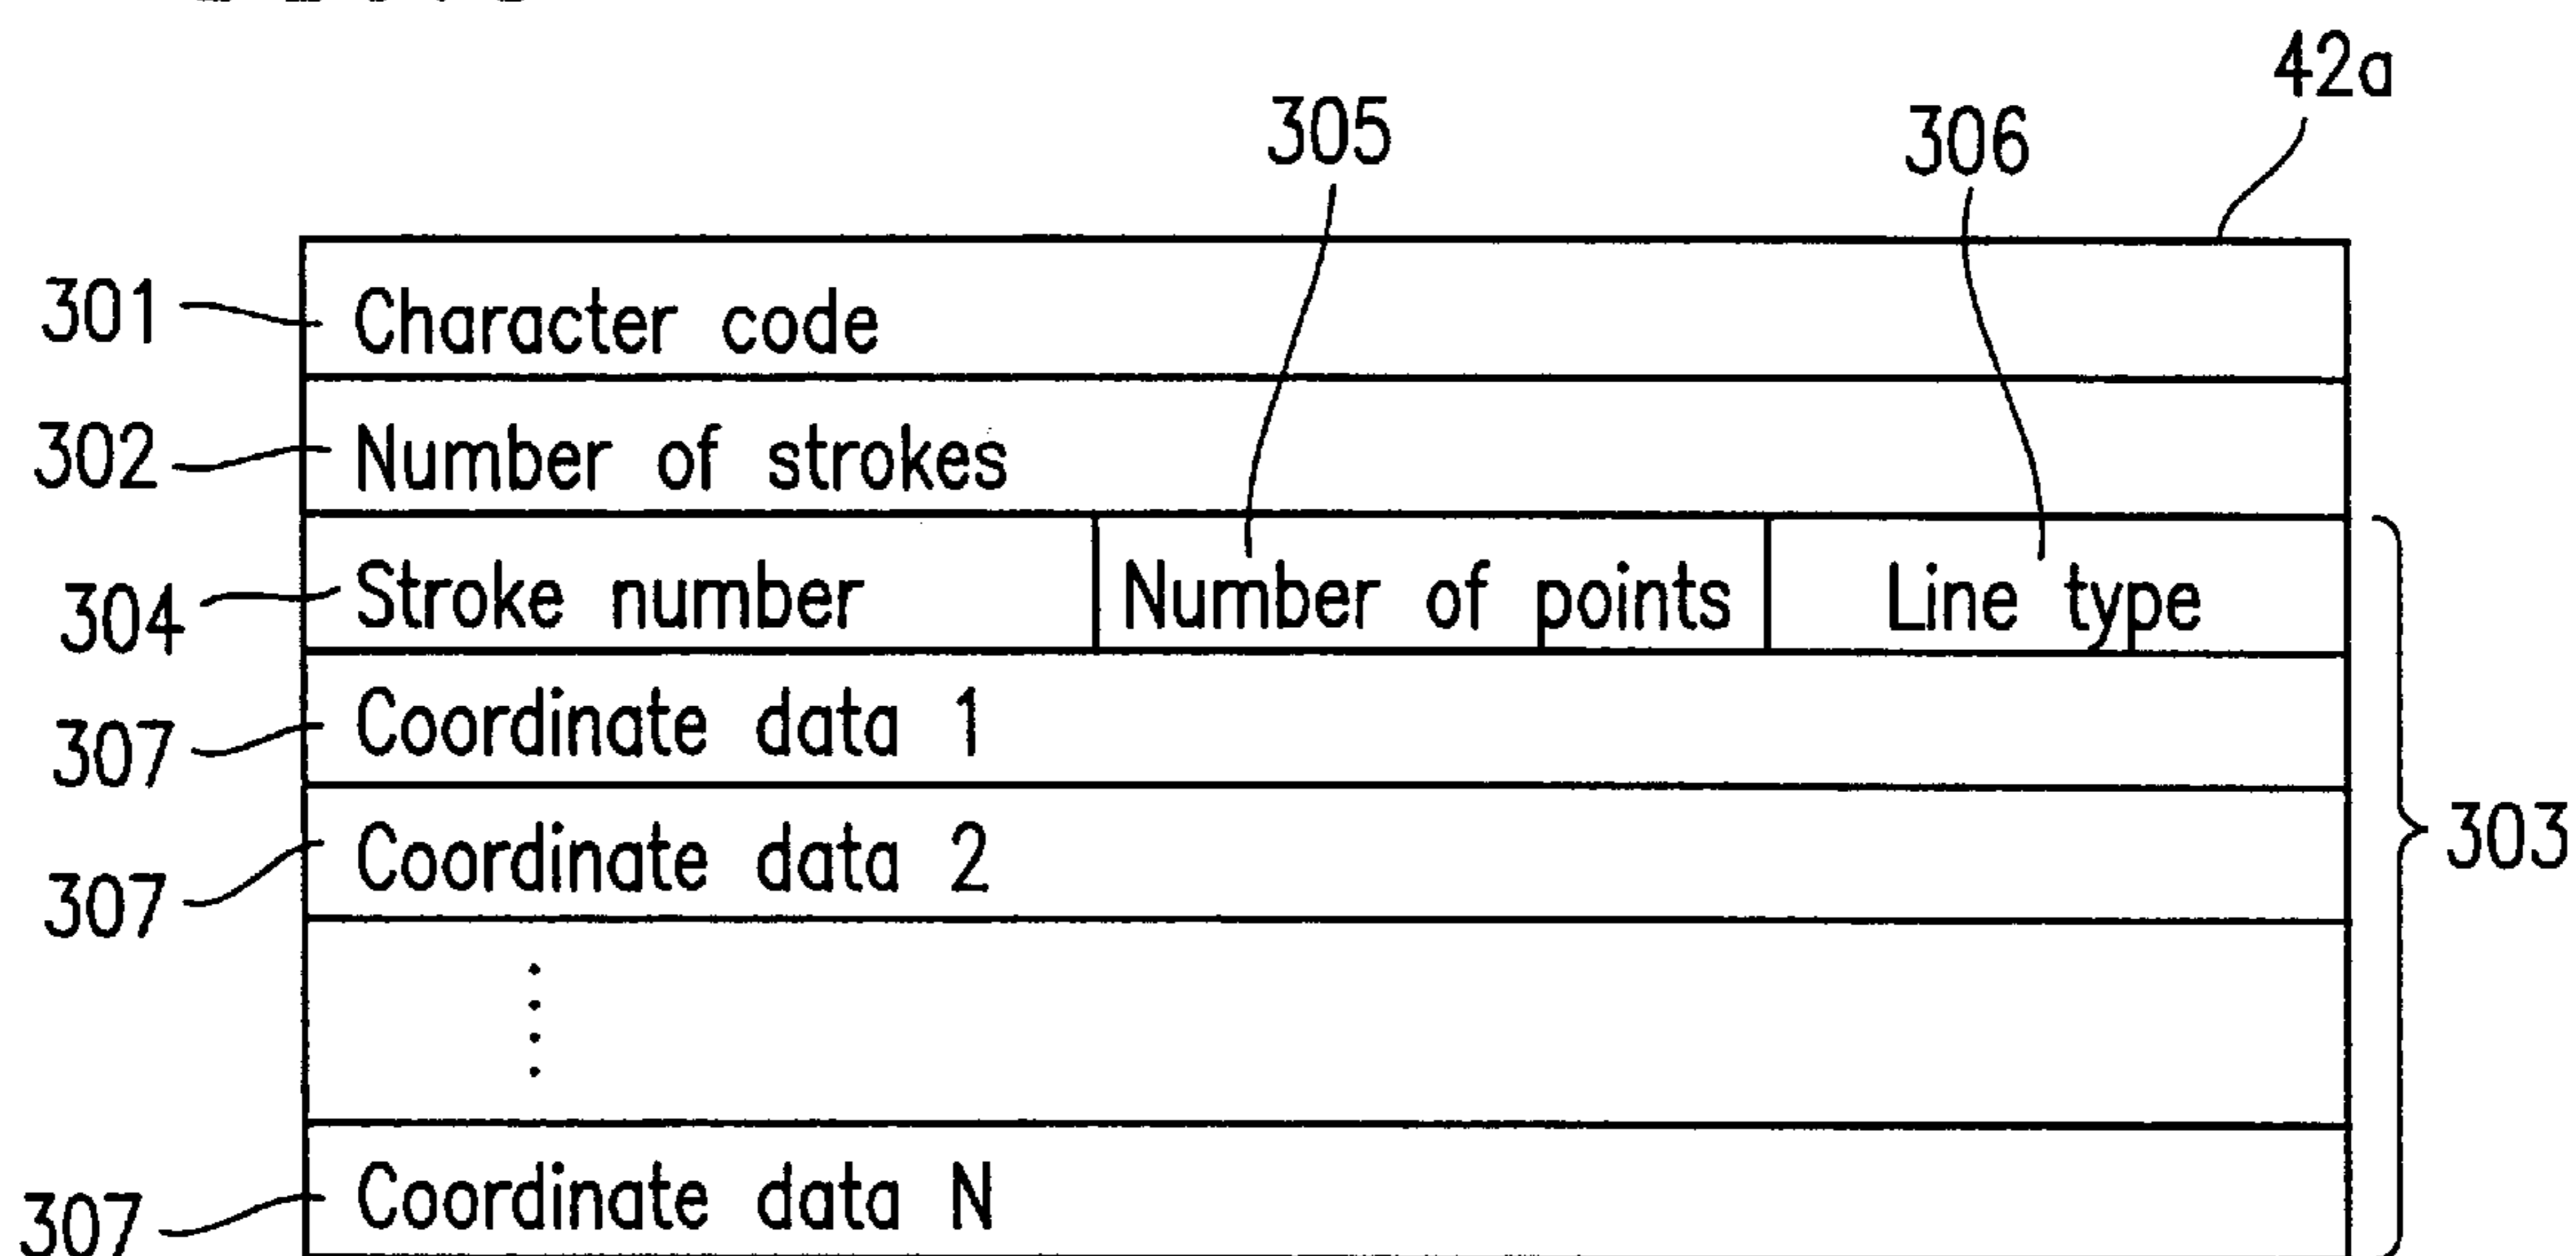 42a
305 306
301 Character code
302 Number of strokes
304 Stroke number Number of points Line type
307 Coordinate data 1
307 Coordinate data 2
303
307 Coordinate data N